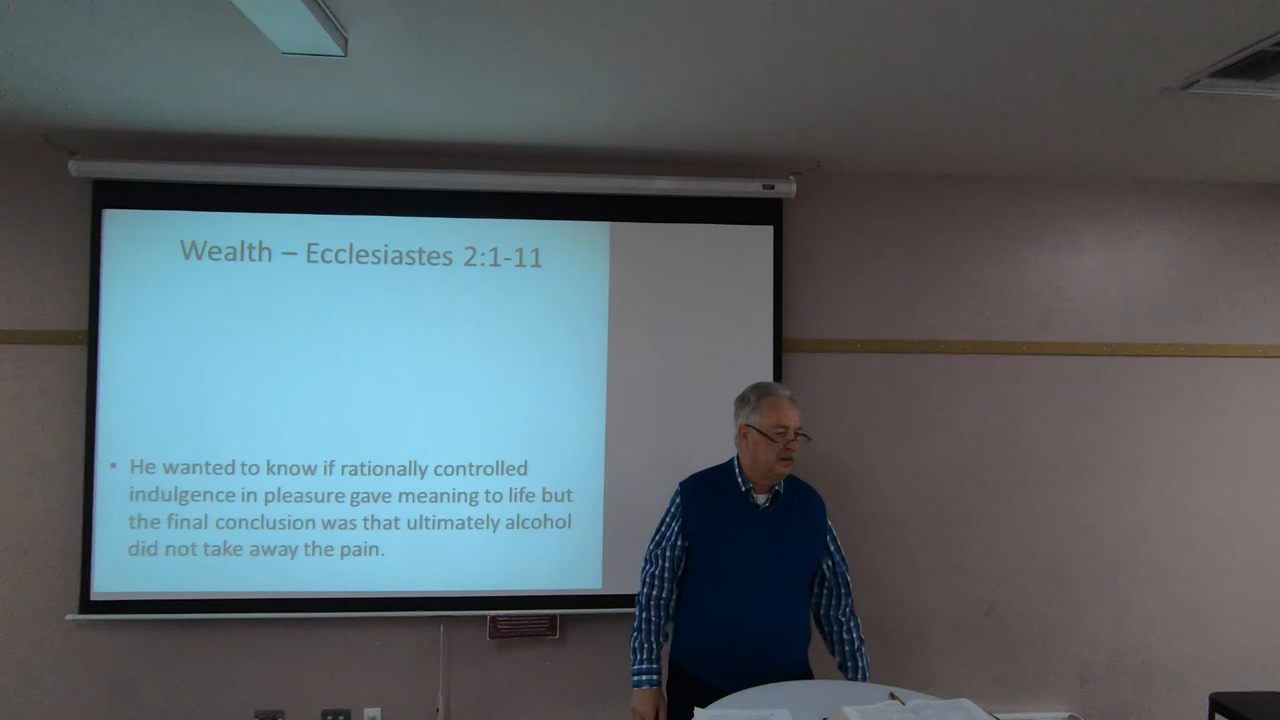 Wealth – Ecclesiastes 2:1-11
• He wanted to know if rationally controlled
indulgence in pleasure gave meaning to life but
the final conclusion was that ultimately alcohol
did not take away the pain.